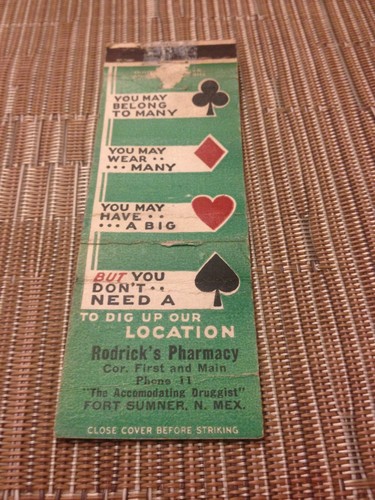 YOU MAY
BELONG
TO MANY
YOU MAY
WEAR ··
··· MANY
YOU MAY
HAVE ··
··· A BIG
BUT YOU
DON'T ··
NEED A
TO DIG UP OUR
LOCATION
Rodrick's Pharmacy
Cor. First and Main
Phone 11
"The Accomodating Druggist"
FORT SUMNER, N. MEX.
CLOSE COVER BEFORE STRIKING